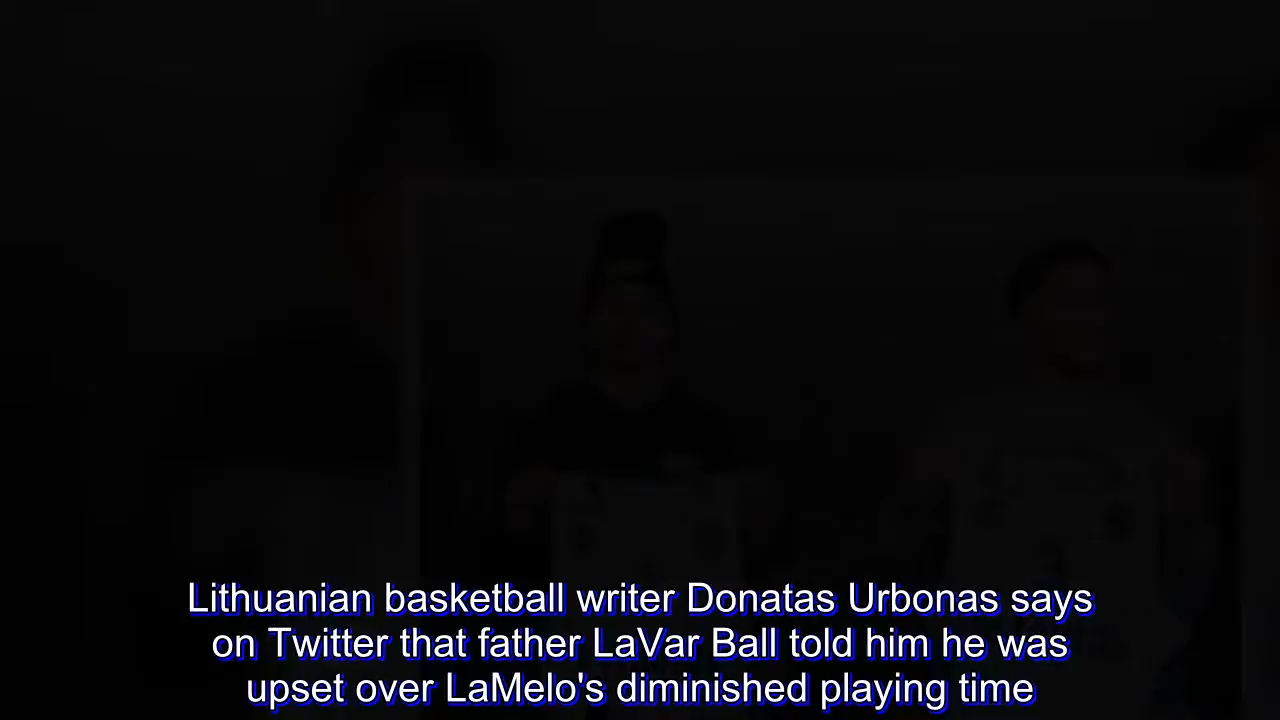 Lithuanian basketball writer Donatas Urbonas says
on Twitter that father LaVar Ball told him he was
upset over LaMelo's diminished playing time